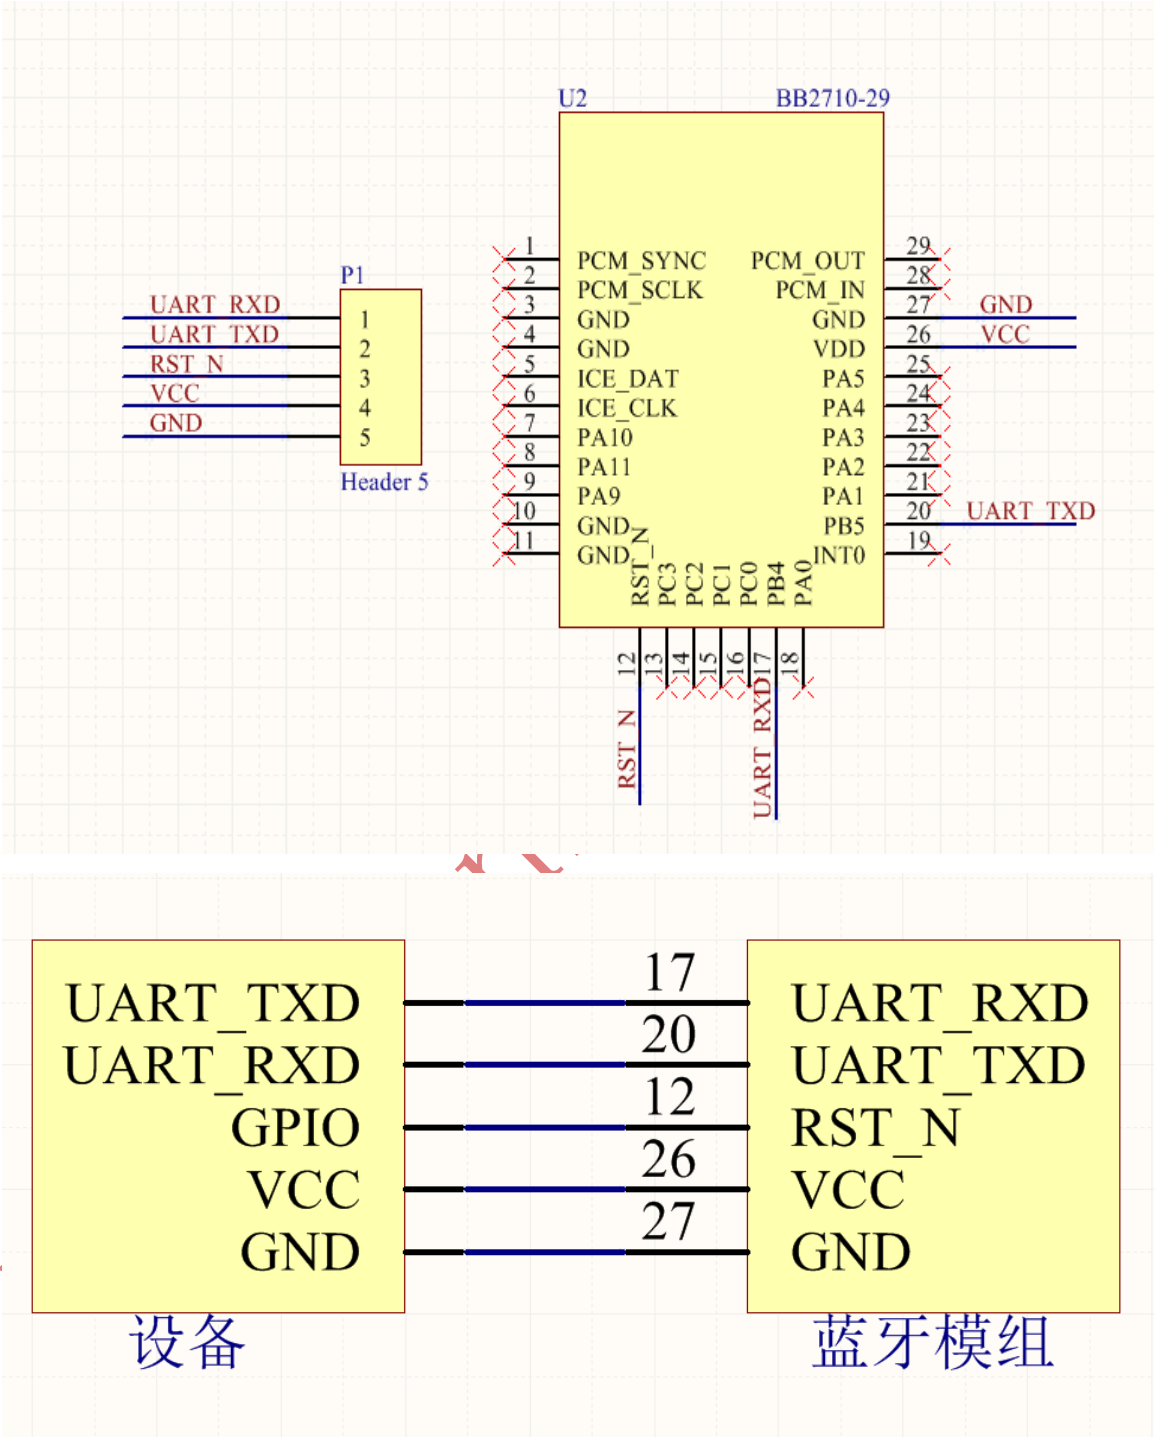 U2 BB2710-29
1 PCM_SYNC PCM_OUT 29
2 PCM_SCLK PCM_IN 28
3 GND GND 27 GND
4 GND VDD 26 VCC
5 ICE_DAT PA5 25
6 ICE_CLK PA4 24
7 PA10 PA3 23
8 PA11 PA2 22
9 PA9 PA1 21
10 GND PB5 20 UART_TXD
11 GND INT0 19
RST_N PC3 PC2 PC1 PC0 PB4 PA0
12 13 14 15 16 17 18
RST_N UART_RXD
P1
UART_RXD 1
UART_TXD 2
RST_N 3
VCC 4
GND 5
Header 5
UART_TXD 17 UART_RXD
UART_RXD 20 UART_TXD
GPIO 12 RST_N
VCC 26 VCC
GND 27 GND
设备 蓝牙模组